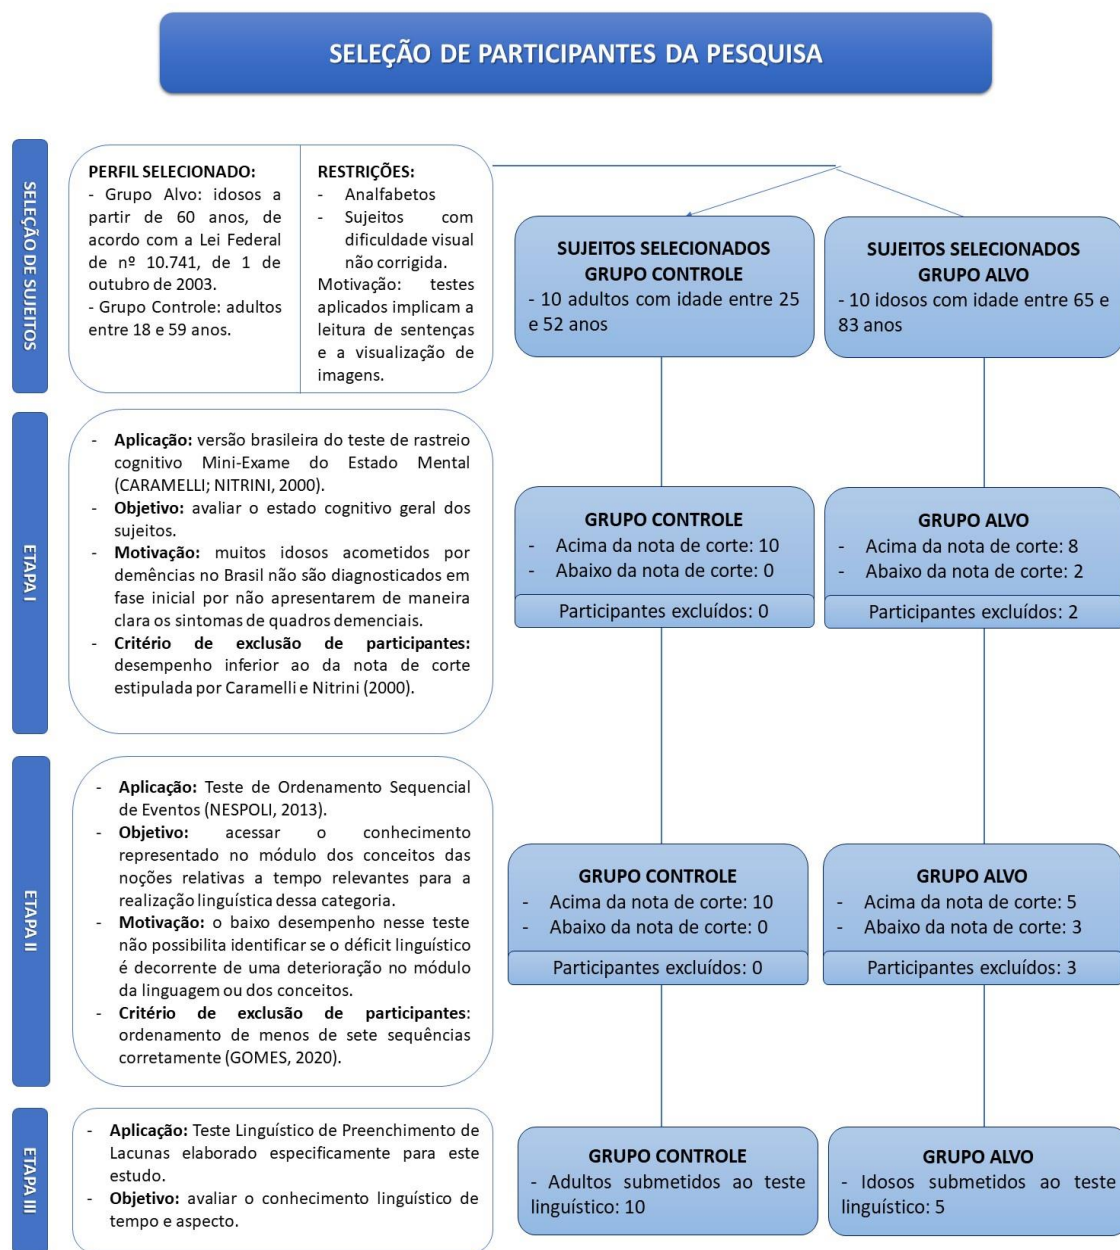 SELEÇÃO DE PARTICIPANTES DA PESQUISA
SELEÇÃO DE SUJEITOS
PERFIL SELECIONADO:
- Grupo Alvo: idosos a
partir de 60 anos, de
acordo com a Lei Federal
de nº 10.741, de 1 de
outubro de 2003.
- Grupo Controle: adultos
entre 18 e 59 anos.
RESTRIÇÕES:
- Analfabetos
- Sujeitos com
dificuldade visual
não corrigida.
Motivação: testes
aplicados implicam a
leitura de sentenças
e a visualização de
imagens.
SUJEITOS SELECIONADOS
GRUPO CONTROLE
- 10 adultos com idade entre 25
e 52 anos
SUJEITOS SELECIONADOS
GRUPO ALVO
- 10 idosos com idade entre 65 e
83 anos
ETAPA I
- Aplicação: versão brasileira do teste de rastreio
cognitivo Mini-Exame do Estado Mental
(CARAMELLI; NITRINI, 2000).
- Objetivo: avaliar o estado cognitivo geral dos
sujeitos.
- Motivação: muitos idosos acometidos por
demências no Brasil não são diagnosticados em
fase inicial por não apresentarem de maneira
clara os sintomas de quadros demenciais.
- Critério de exclusão de participantes:
desempenho inferior ao da nota de corte
estipulada por Caramelli e Nitrini (2000).
GRUPO CONTROLE
- Acima da nota de corte: 10
- Abaixo da nota de corte: 0
Participantes excluídos: 0
GRUPO ALVO
- Acima da nota de corte: 8
- Abaixo da nota de corte: 2
Participantes excluídos: 2
ETAPA II
- Aplicação: Teste de Ordenamento Sequencial
de Eventos (NESPOLI, 2013).
- Objetivo: acessar o conhecimento
representado no módulo dos conceitos das
noções relativas a tempo relevantes para a
realização linguística dessa categoria.
- Motivação: o baixo desempenho nesse teste
não possibilita identificar se o déficit linguístico
é decorrente de uma deterioração no módulo
da linguagem ou dos conceitos.
- Critério de exclusão de participantes:
ordenamento de menos de sete sequências
corretamente (GOMES, 2020).
GRUPO CONTROLE
- Acima da nota de corte: 10
- Abaixo da nota de corte: 0
Participantes excluídos: 0
GRUPO ALVO
- Acima da nota de corte: 5
- Abaixo da nota de corte: 3
Participantes excluídos: 3
ETAPA III
- Aplicação: Teste Linguístico de Preenchimento de
Lacunas elaborado especificamente para este
estudo.
- Objetivo: avaliar o conhecimento linguístico de
tempo e aspecto.
GRUPO CONTROLE
- Adultos submetidos ao teste
linguístico: 10
GRUPO ALVO
- Idosos submetidos ao teste
linguístico: 5